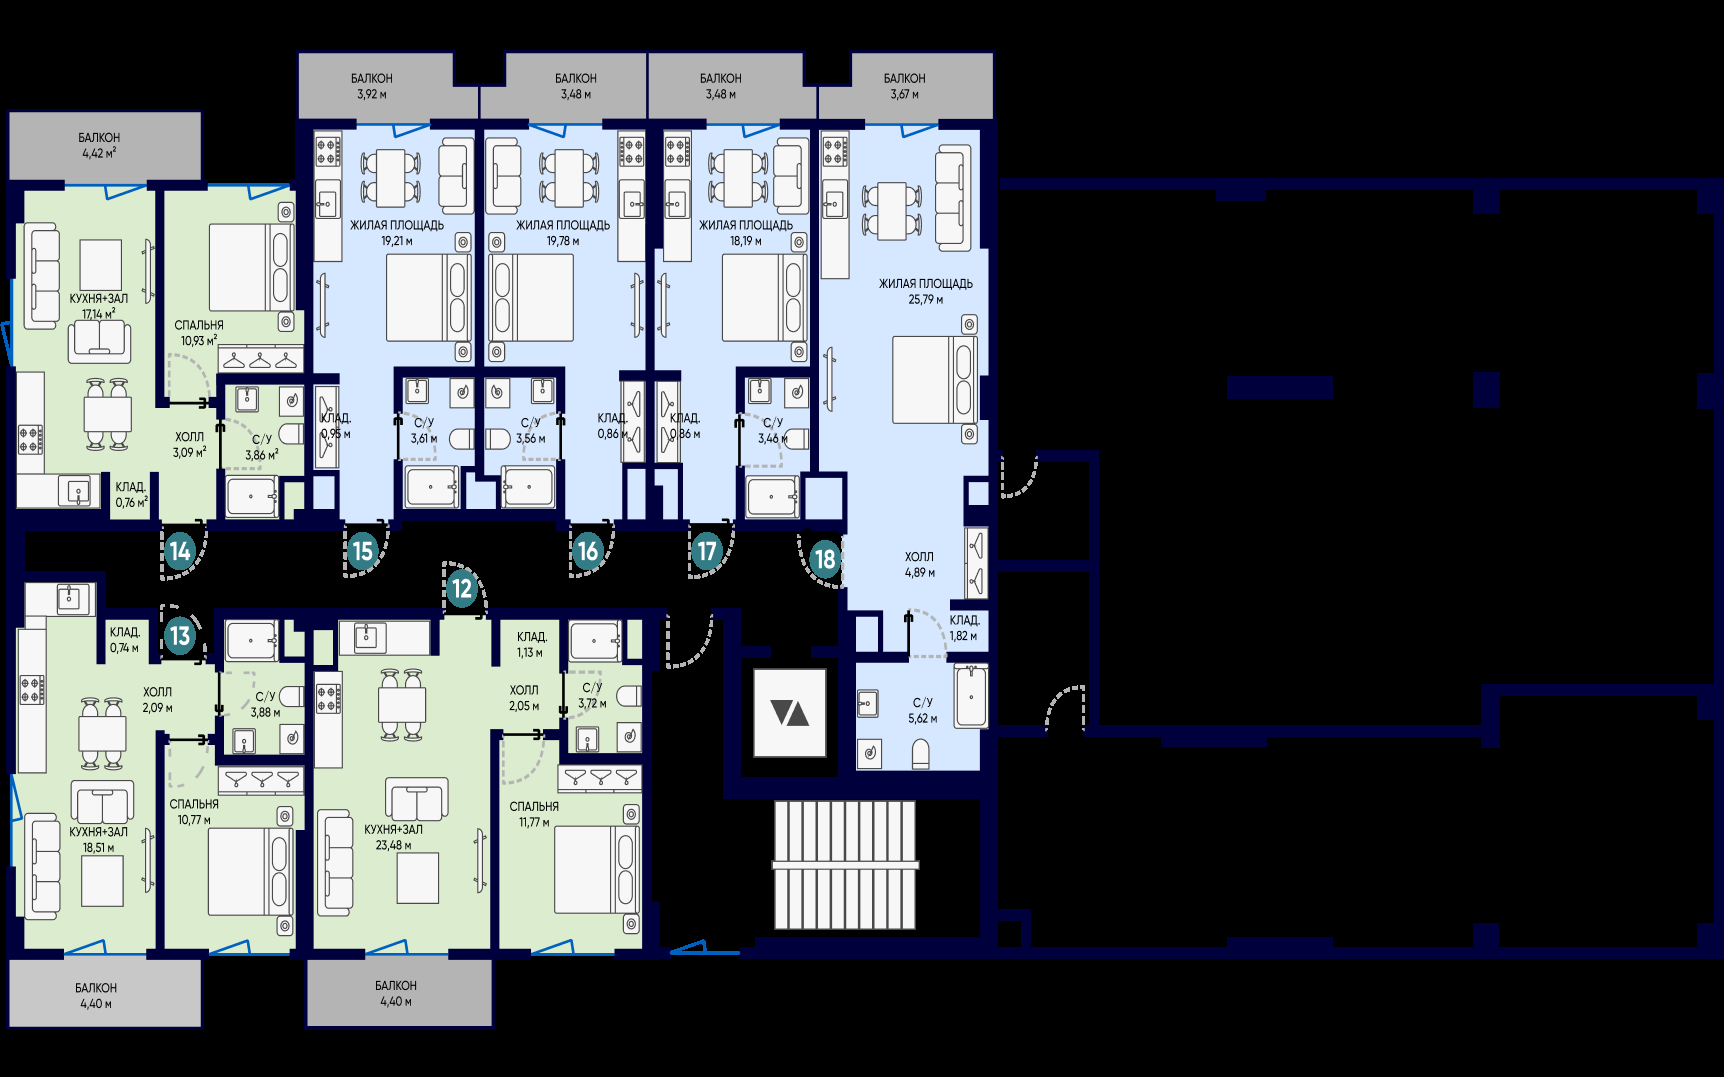 БАЛКОН
3,92 м
БАЛКОН
3,48 м
БАЛКОН
3,48 м
БАЛКОН
3,67 м
БАЛКОН
4,42 м²
ЖИЛАЯ ПЛОЩАДЬ
19,21 м
ЖИЛАЯ ПЛОЩАДЬ
19,78 м
ЖИЛАЯ ПЛОЩАДЬ
18,19 м
ЖИЛАЯ ПЛОЩАДЬ
25,79 м
КУХНЯ+ЗАЛ
17,14 м²
СПАЛЬНЯ
10,93 м²
ХОЛЛ
3,09 м²
С/У
3,86 м²
КЛАД.
0,95 м
С/У
3,61 м
С/У
3,56 м
КЛАД.
0,86 м
КЛАД.
0,86 м
С/У
3,46 м
КЛАД.
0,76 м²
14
15
16
17
18
ХОЛЛ
4,89 м
12
13
КЛАД.
0,74 м
КЛАД.
1,13 м
КЛАД.
1,82 м
ХОЛЛ
2,09 м
С/У
3,88 м
ХОЛЛ
2,05 м
С/У
3,72 м
С/У
5,62 м
СПАЛЬНЯ
10,77 м
КУХНЯ+ЗАЛ
18,51 м
КУХНЯ+ЗАЛ
23,48 м
СПАЛЬНЯ
11,77 м
БАЛКОН
4,40 м
БАЛКОН
4,40 м